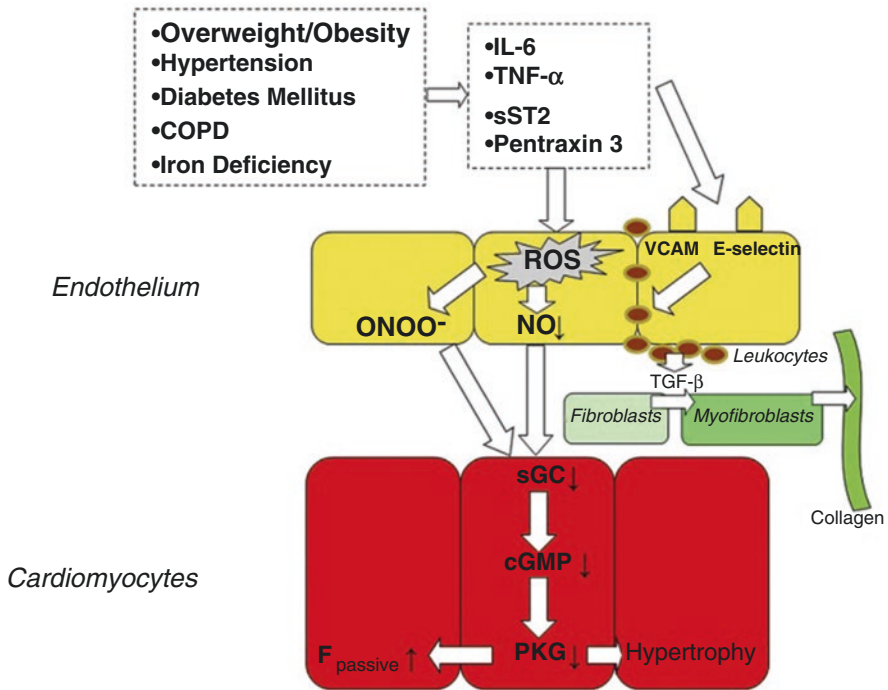 •Overweight/Obesity
•Hypertension
•Diabetes Mellitus
•COPD
•Iron Deficiency
•IL-6
•TNF-α
•sST2
•Pentraxin 3
VCAM E-selectin
ROS
Endothelium
ONOO-
NO↓
Leukocytes
TGF-β
Fibroblasts
Myofibroblasts
Collagen
sGC↓
cGMP↓
Cardiomyocytes
F passive ↑
PKG↓
Hypertrophy